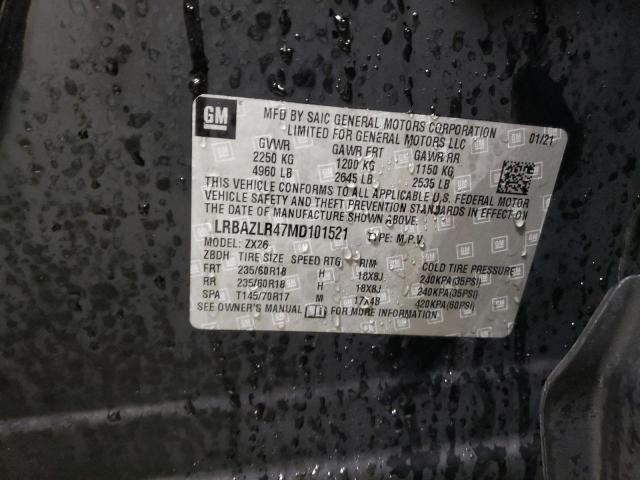 GM
MFD BY SAIC GENERAL MOTORS CORPORATION
LIMITED FOR GENERAL MOTORS LLC 01/21
GVWR GAWR FRT GAWR RR
2250 KG 1200 KG 1150 KG
4960 LB 2645 LB 2535 LB
THIS VEHICLE CONFORMS TO ALL APPLICABLE U.S. FEDERAL MOTOR
VEHICLE SAFETY AND THEFT PREVENTION STANDARDS IN EFFECT ON
THE DATE OF MANUFACTURE SHOWN ABOVE.
LRBAZLR47MD101521 TYPE: M.P.V.
MODEL: ZX26
ZBDH TIRE SIZE SPEED RTG RIM COLD TIRE PRESSURE
FRT 235/60R18 H 18X8J 240KPA(35PSI)
RR 235/60R18 H 18X8J 240KPA(35PSI)
SPA T145/70R17 M 17X4B 420KPA(60PSI)
SEE OWNER'S MANUAL FOR MORE INFORMATION